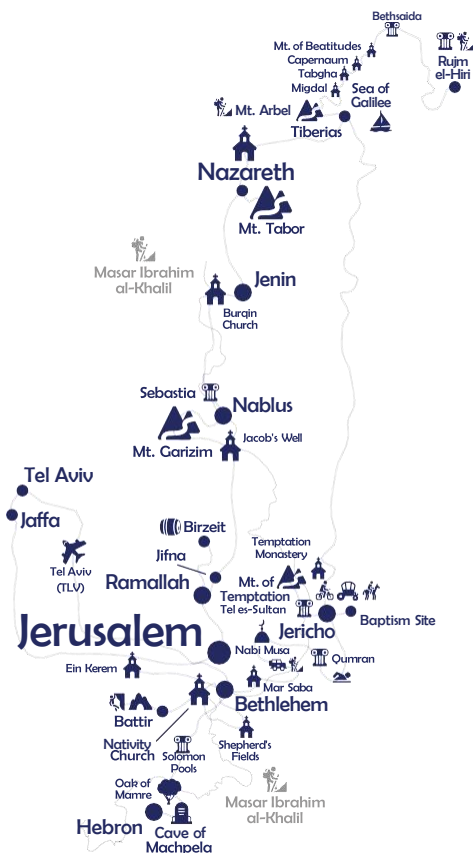 Bethsaida
Mt. of Beatitudes
Capernaum
Tabgha
Migdal
Rujm
el-Hiri
Sea of
Galilee
Mt. Arbel
Tiberias
Nazareth
Mt. Tabor
Masar Ibrahim
al-Khalil
Jenin
Burqin
Church
Sebastia
Nablus
Mt. Garizim
Jacob's Well
Tel Aviv
Jaffa
Tel Aviv
(TLV)
Birzeit
Jifna
Ramallah
Temptation
Monastery
Mt. of
Temptation
Tel es-Sultan
Jericho
Baptism Site
Jerusalem
Nabi Musa
Qumran
Ein Kerem
Mar Saba
Bethlehem
Battir
Nativity
Church
Solomon
Pools
Shepherd's
Fields
Oak of
Mamre
Masar Ibrahim
al-Khalil
Hebron
Cave of
Machpela